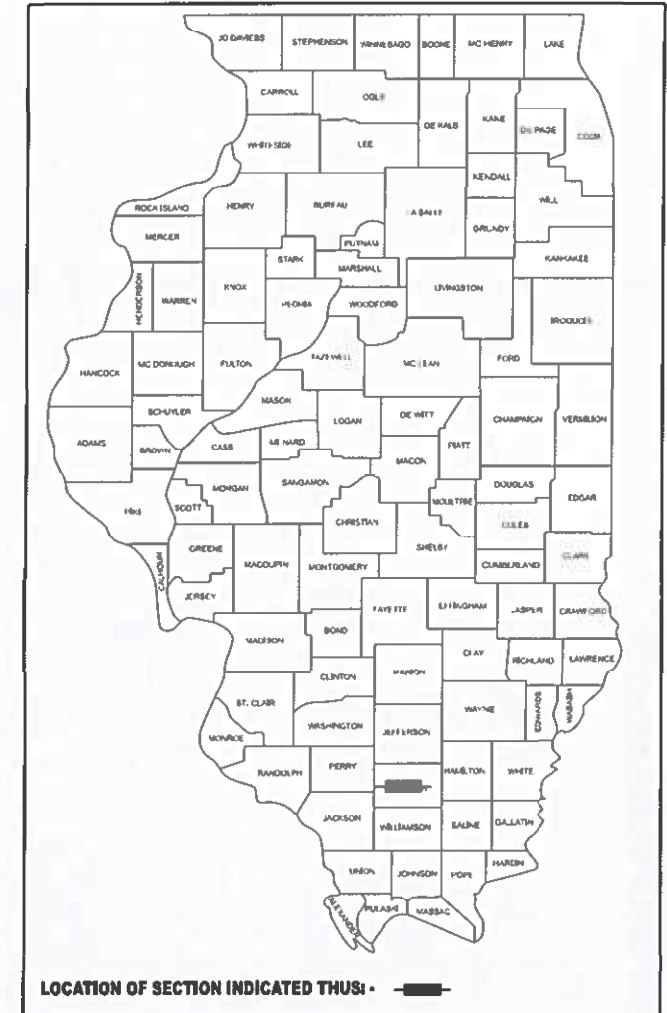 JO DAVIESS STEPHENSON WINNEBAGO BOONE MC HENRY LAKE
CARROLL OGLE
DE KALB KANE DU PAGE COOK
WHITESIDE LEE
KENDALL
ROCK ISLAND HENRY BUREAU LA SALLE WILL
MERCER PUTNAM GRUNDY
STARK KANKAKEE
MARSHALL
HENDERSON WARREN KNOX PEORIA WOODFORD LIVINGSTON
IROQUOIS
HANCOCK MC DONOUGH FULTON TAZEWELL MC LEAN FORD
MASON
SCHUYLER LOGAN DE WITT CHAMPAIGN VERMILION
ADAMS BROWN CASS MENARD PIATT
MACON
PIKE SCOTT MORGAN SANGAMON DOUGLAS EDGAR
CHRISTIAN MOULTRIE COLES
CALHOUN GREENE MACOUPIN MONTGOMERY SHELBY CUMBERLAND CLARK
JERSEY FAYETTE EFFINGHAM JASPER CRAWFORD
MADISON BOND
CLAY RICHLAND LAWRENCE
CLINTON MARION
ST. CLAIR WAYNE EDWARDS WABASH
MONROE WASHINGTON JEFFERSON
RANDOLPH PERRY HAMILTON WHITE
JACKSON WILLIAMSON SALINE GALLATIN
UNION JOHNSON POPE HARDIN
ALEXANDER PULASKI MASSAC
LOCATION OF SECTION INDICATED THUS: -